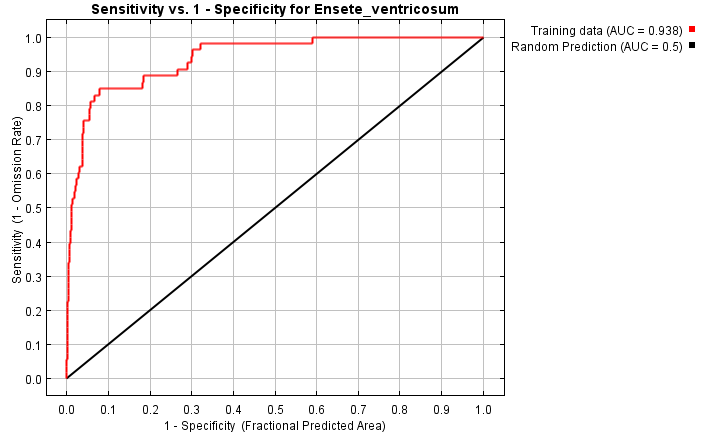 Sensitivity vs. 1 - Specificity for Ensete_ventricosum
Training data (AUC = 0.938)
Random Prediction (AUC = 0.5)
Sensitivity (1 - Omission Rate)
1.0
0.9
0.8
0.7
0.6
0.5
0.4
0.3
0.2
0.1
0.0
0.0 0.1 0.2 0.3 0.4 0.5 0.6 0.7 0.8 0.9 1.0
1 - Specificity (Fractional Predicted Area)